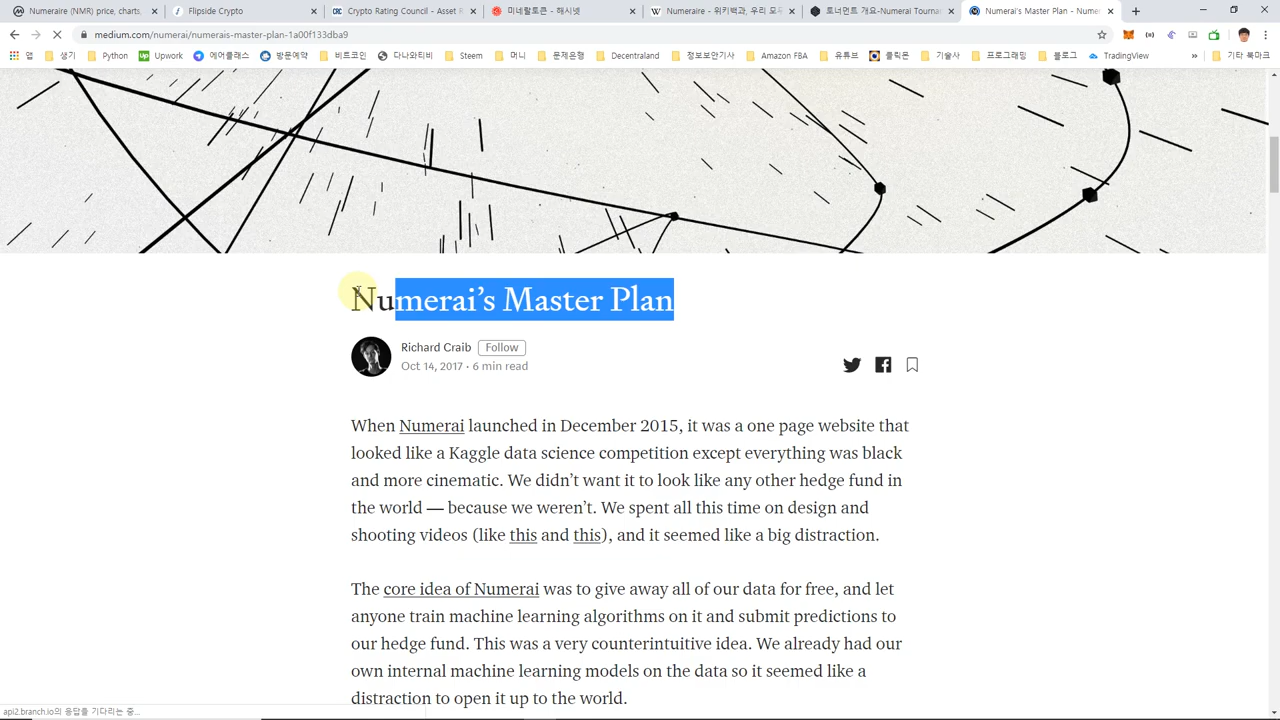 Numeraire (NMR) price, charts,
Flipside Crypto
Crypto Rating Council - Asset R
미네랄토큰 - 해시넷
Numeraire - 위키백과, 우리 모두
토너먼트 개요-Numerai Tournam
Numerai's Master Plan - Numer
medium.com/numerai/numerais-master-plan-1a00f133dba9
앱
Python
Upwork
에어클래스
방문예약
비트코인
다나와티비
Steem
머니
문제은행
Decentraland
정보보안기사
Amazon FBA
유튜브
클릭몬
기술사
프로그래밍
블로그
TradingView
»
기타 북마크
Numerai's Master Plan
Richard Craib
Follow
Oct 14, 2017 · 6 min read
When Numerai launched in December 2015, it was a one page website that
looked like a Kaggle data science competition except everything was black
and more cinematic. We didn't want it to look like any other hedge fund in
the world — because we weren't. We spent all this time on design and
shooting videos (like this and this), and it seemed like a big distraction.
The core idea of Numerai was to give away all of our data for free, and let
anyone train machine learning algorithms on it and submit predictions to
our hedge fund. This was a very counterintuitive idea. We already had our
own internal machine learning models on the data so it seemed like a
distraction to open it up to the world.
api2.branch.io의 응답을 기다리는 중...